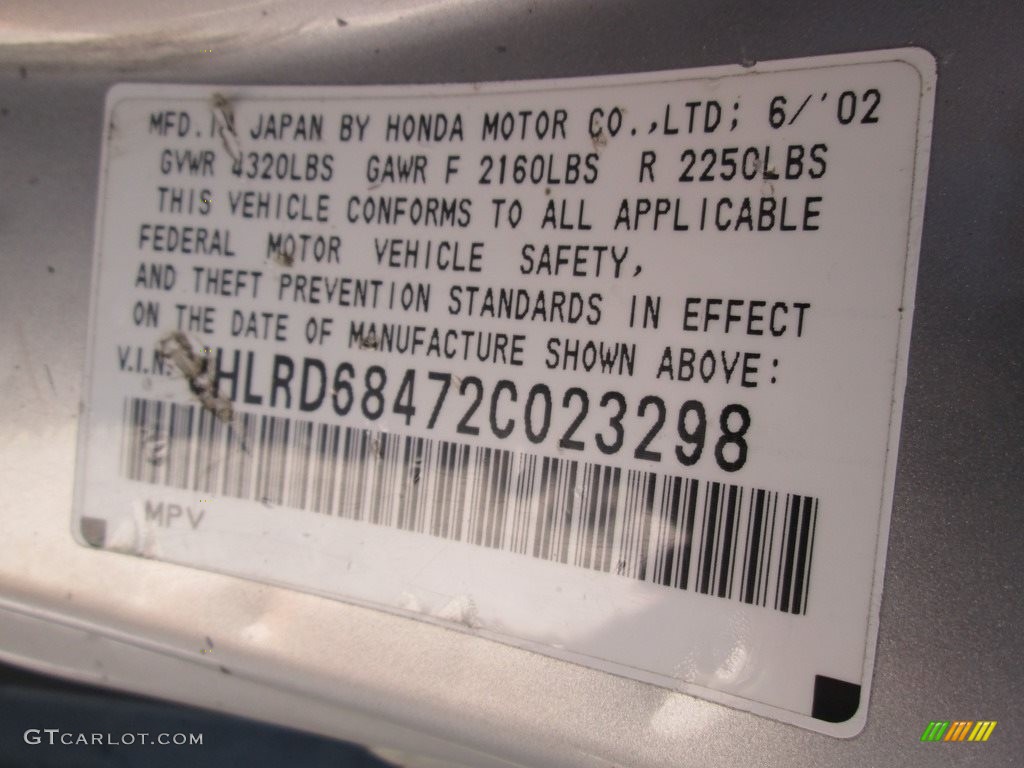 MFD. JAPAN BY HONDA MOTOR CO.,LTD; 6/'02
GVWR 4320LBS GAWR F 2160LBS R 2250LBS
THIS VEHICLE CONFORMS TO ALL APPLICABLE
FEDERAL MOTOR VEHICLE SAFETY,
AND THEFT PREVENTION STANDARDS IN EFFECT
ON THE DATE OF MANUFACTURE SHOWN ABOVE:
V.I.N. HLRD68472C023298
MPV
GTCARLOT.COM